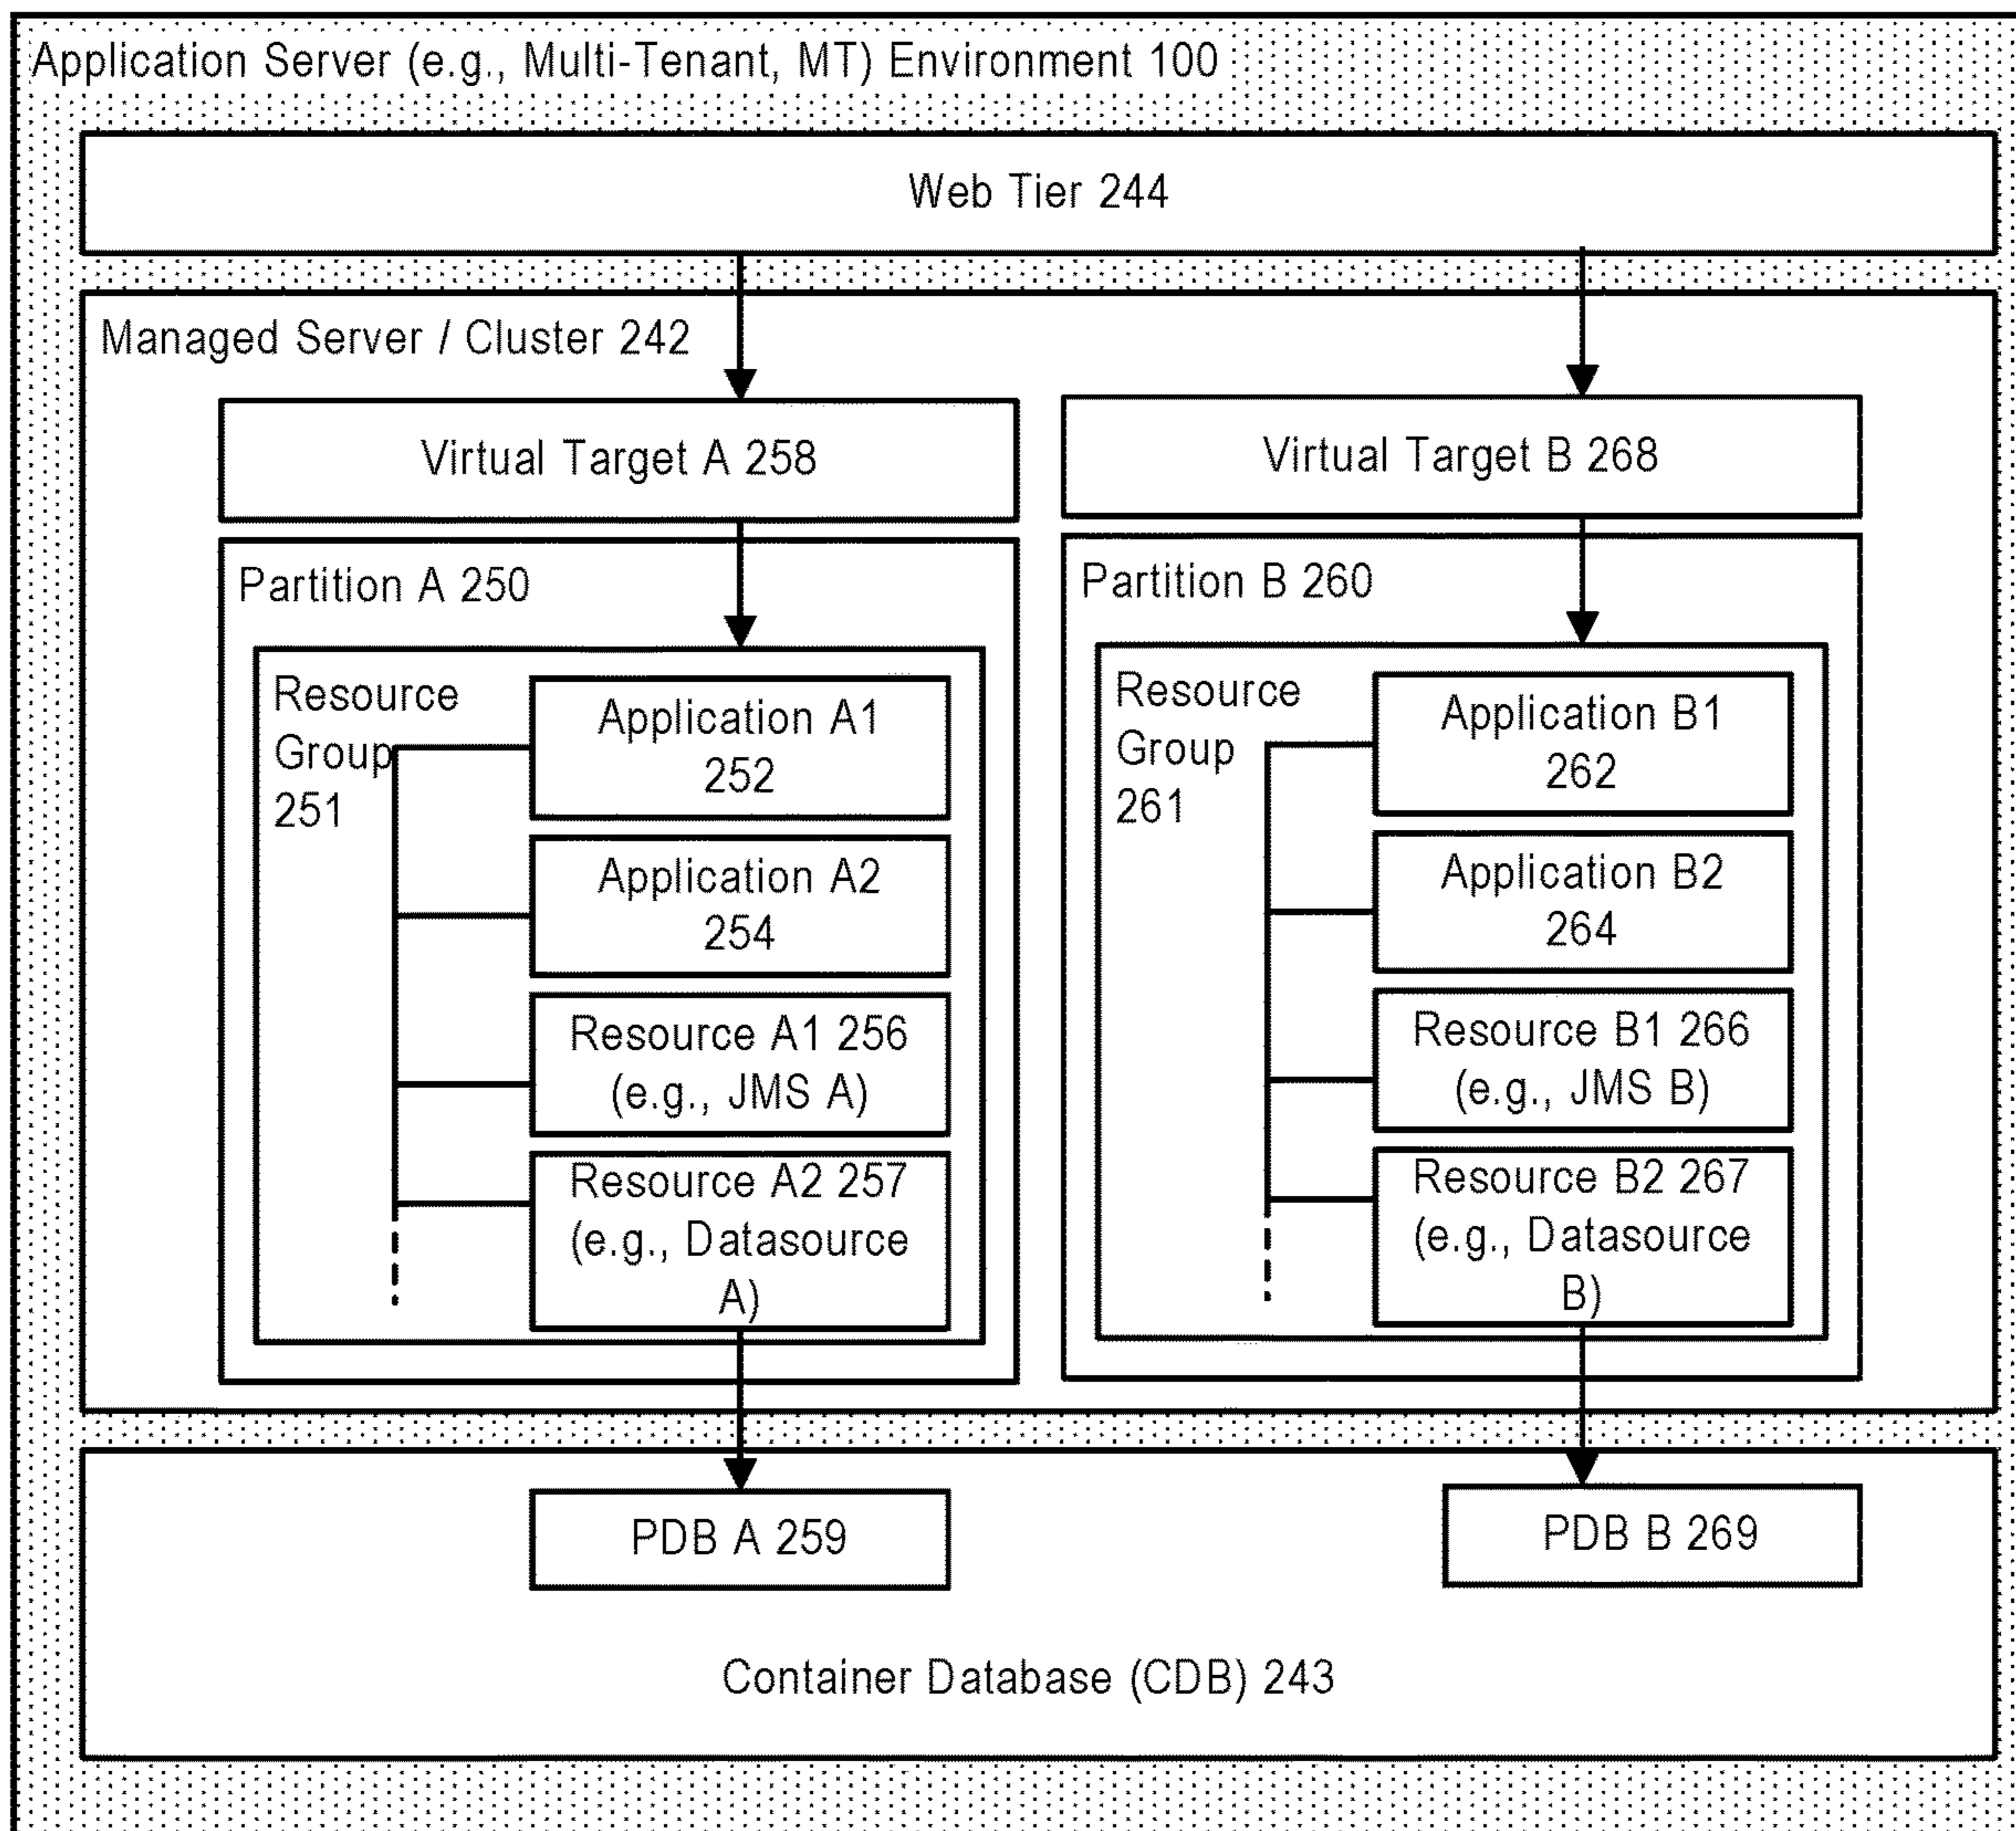 Application Server (e.g., Multi-Tenant, MT) Environment 100
Web Tier 244
Managed Server / Cluster 242
Virtual Target A 258
Partition A 250
Resource
Group
251
Application A1
252
Application A2
254
Resource A1 256
(e.g., JMS A)
Resource A2 257
(e.g., Datasource
A)
Virtual Target B 268
Partition B 260
Resource
Group
261
Application B1
262
Application B2
264
Resource B1 266
(e.g., JMS B)
Resource B2 267
(e.g., Datasource
B)
PDB A 259
PDB B 269
Container Database (CDB) 243